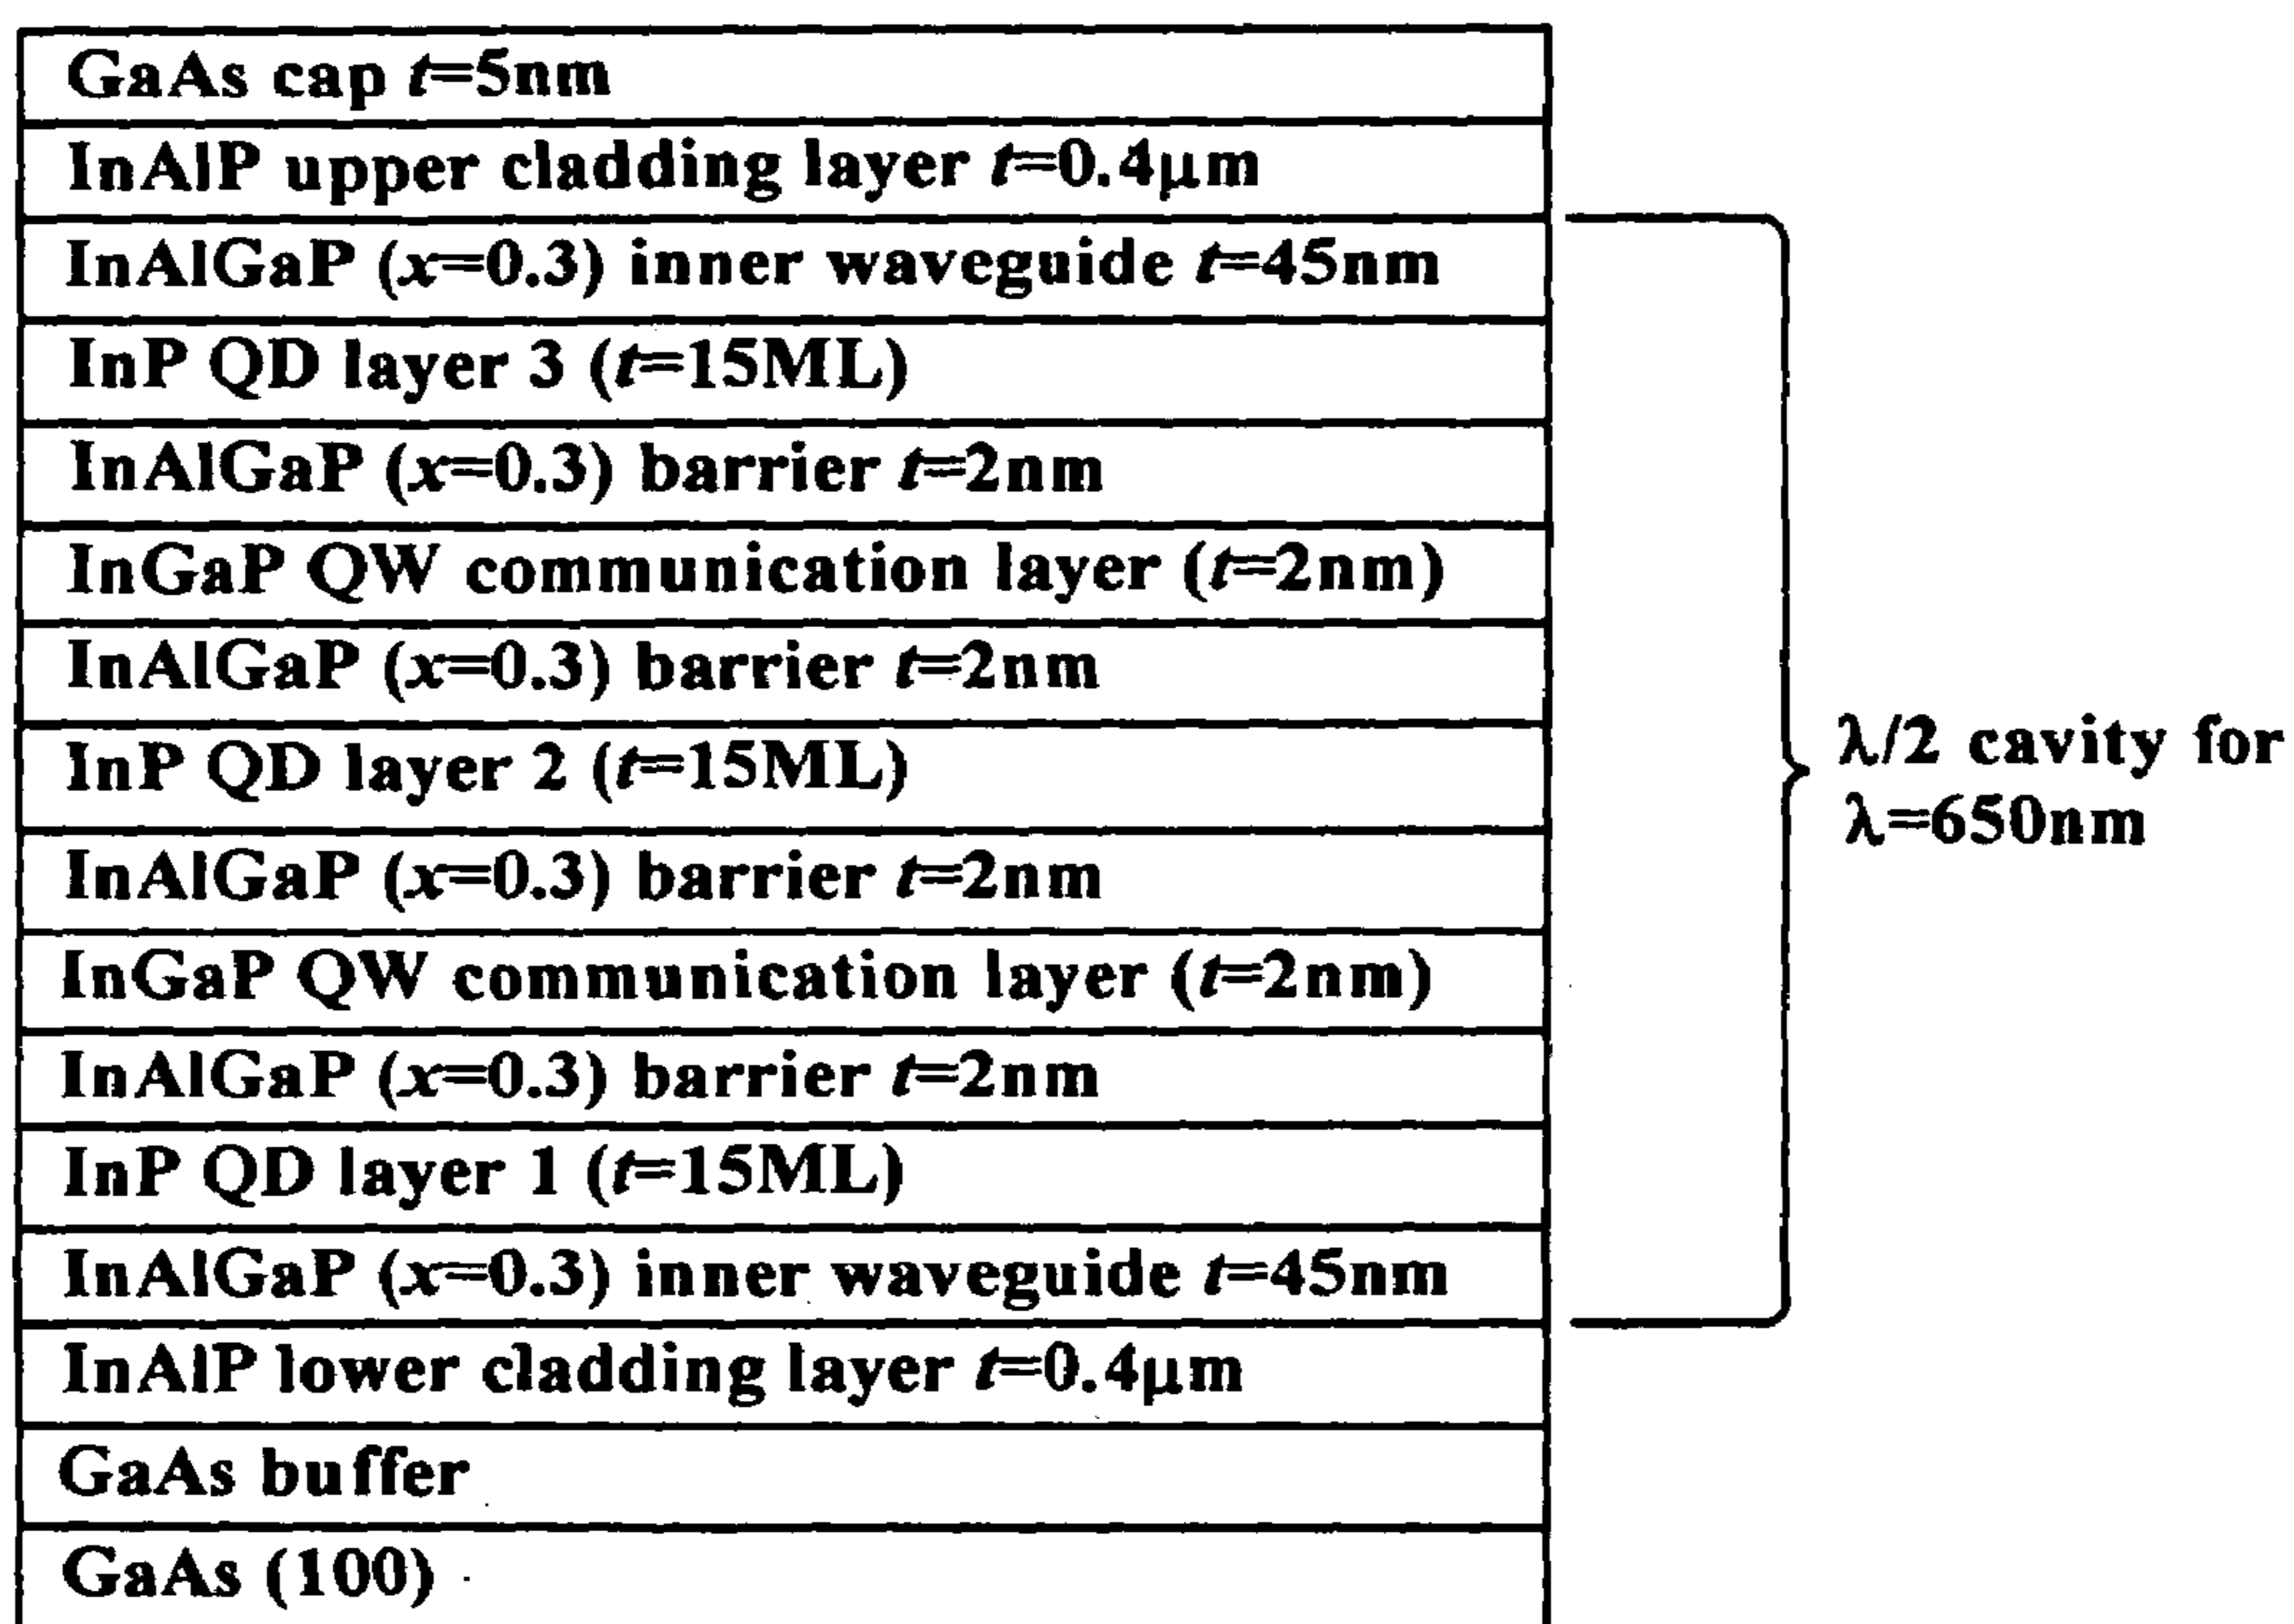 GaAs cap t=5nm
InAlP upper cladding layer t=0.4μm
InAlGaP (x=0.3) inner waveguide t=45nm
InP QD layer 3 (t=15ML)
InAlGaP (x=0.3) barrier t=2nm
InGaP QW communication layer (t=2nm)
InAlGaP (x=0.3) barrier t=2nm
InP QD layer 2 (t=15ML)
InAlGaP (x=0.3) barrier t=2nm
InGaP QW communication layer (t=2nm)
InAlGaP (x=0.3) barrier t=2nm
InP QD layer 1 (t=15ML)
InAlGaP (x=0.3) inner waveguide t=45nm
InAlP lower cladding layer t=0.4μm
GaAs buffer
GaAs (100)
λ/2 cavity for
λ=650nm